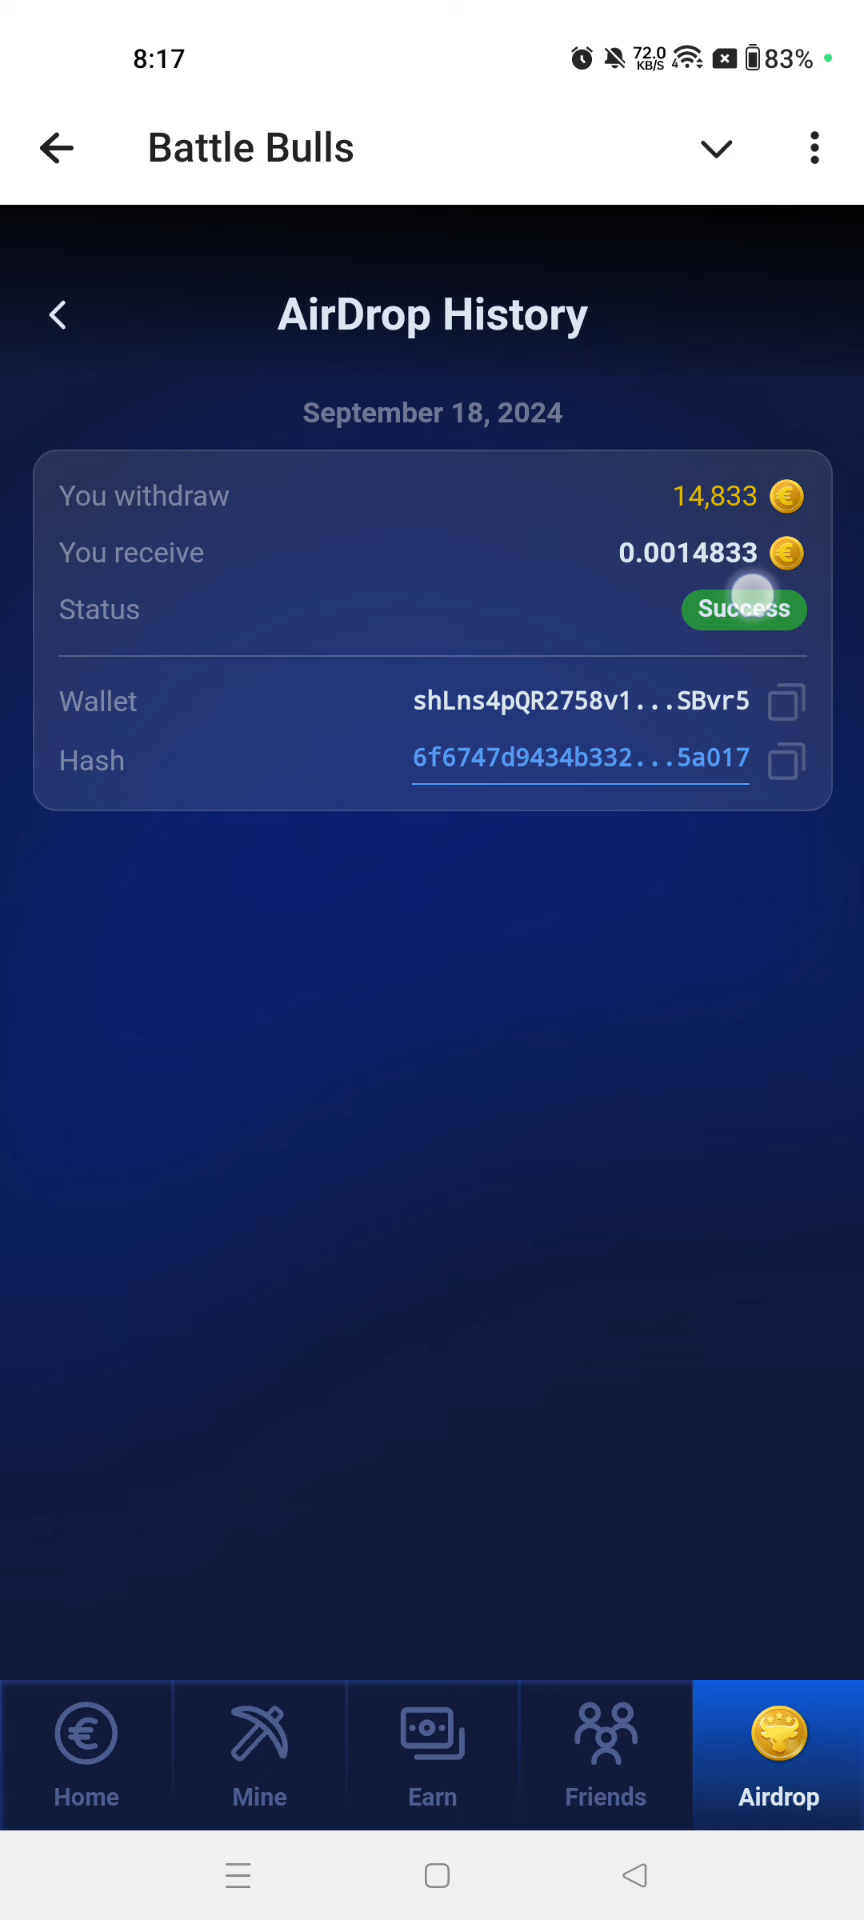 8:17
72.0
KB/S
4
83%
Battle Bulls
AirDrop History
September 18, 2024
You withdraw 14,833
You receive 0.0014833
Status Success
Wallet shLns4pQR2758v1...SBvr5
Hash 6f6747d9434b332...5a017
Home Mine Earn Friends Airdrop